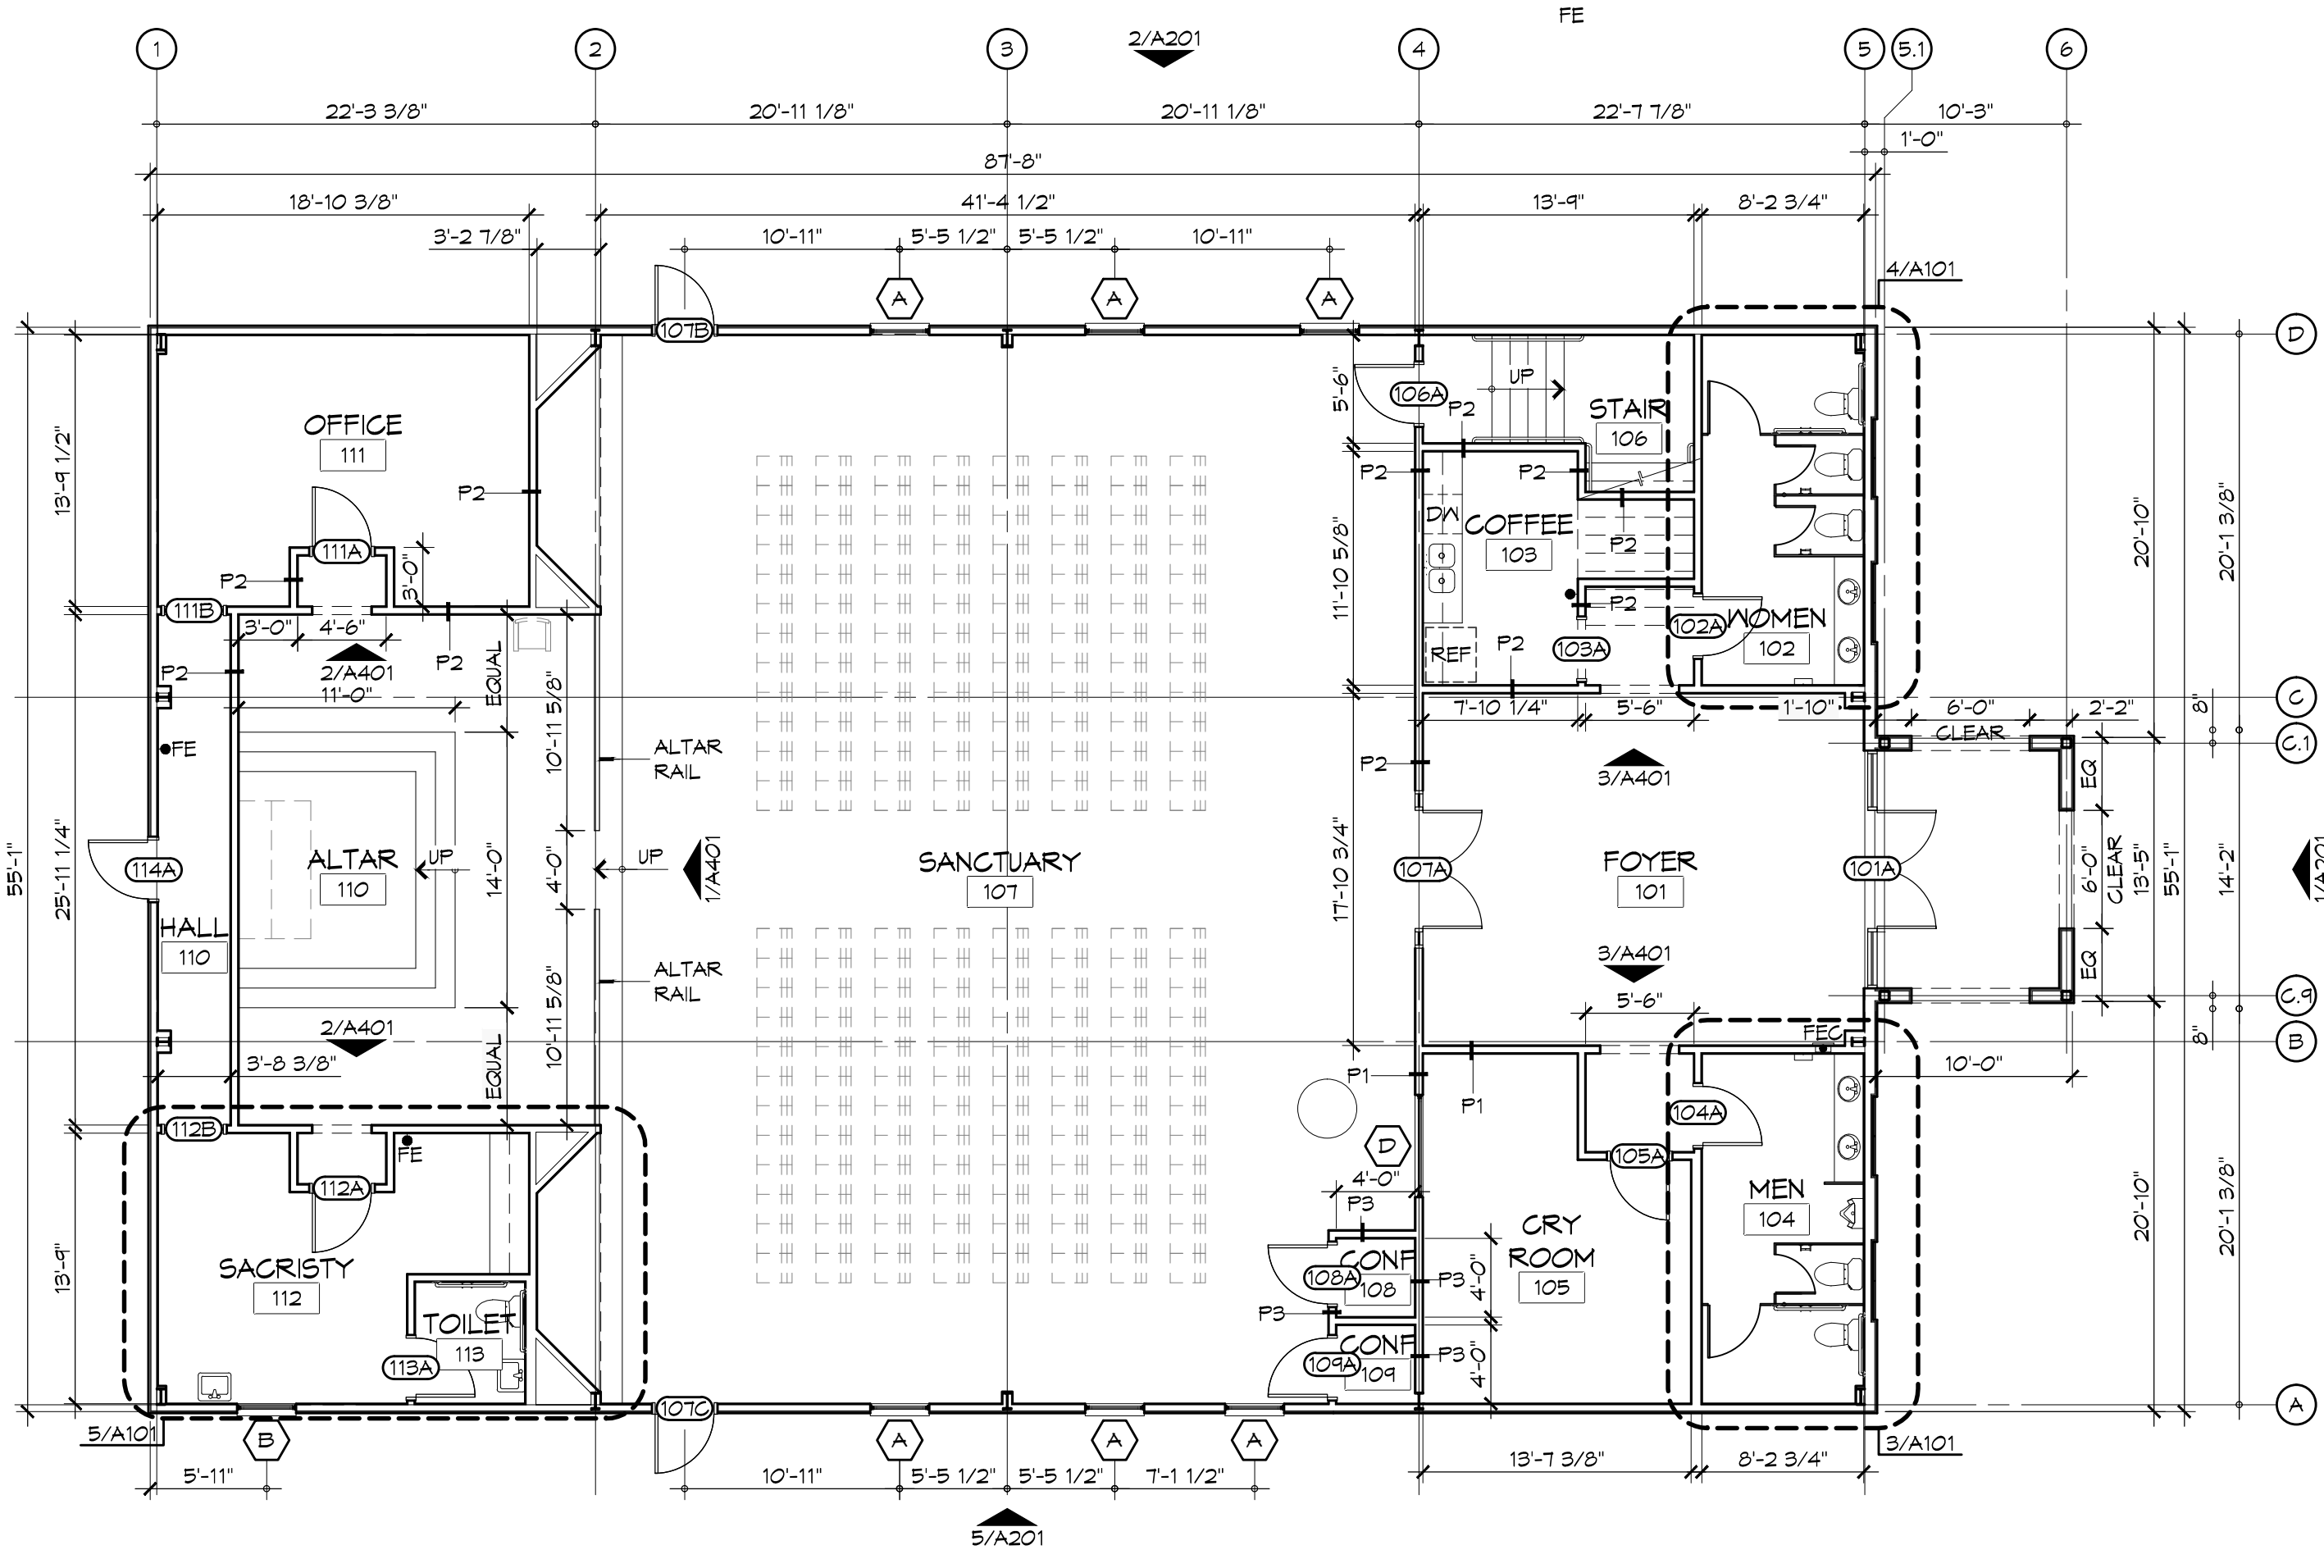 FE
1
2
3
2/A201
4
5
5.1
6
22'-3 3/8"
20'-11 1/8"
20'-11 1/8"
22'-7 7/8"
10'-3"
1'-0"
87'-8"
18'-10 3/8"
41'-4 1/2"
13'-9"
8'-2 3/4"
3'-2 7/8"
10'-11"
5'-5 1/2"
5'-5 1/2"
10'-11"
4/A101
A
A
A
107B
D
UP
106A
P2
STAIR
106
5'-6"
OFFICE
111
13'-9 1/2"
P2
P2
P2
DW
COFFEE
103
P2
11'-10 5/8"
20'-10"
20'-1 3/8"
111A
3'-0"
P2
111B
3'-0"
4'-6"
P2
P2
102A
WOMEN
102
103A
P2
REF
2/A401
P2
11'-0"
EQUAL
10'-11 5/8"
C
7'-10 1/4"
5'-6"
1'-10"
6'-0"
CLEAR
2'-2"
8"
C.1
FE
ALTAR
RAIL
P2
3/A401
EQ
114A
ALTAR
110
UP
14'-0"
4'-0"
UP
1/A401
SANCTUARY
107
107A
FOYER
101
101A
6'-0"
CLEAR
13'-5"
55'-1"
14'-2"
1/A201
55'-1"
25'-11 1/4"
17'-10 3/4"
HALL
110
ALTAR
RAIL
3/A401
EQ
C.9
10'-11 5/8"
5'-6"
FEC
8"
B
2/A401
3'-8 3/8"
EQUAL
P1
P1
10'-0"
112B
FE
104A
D
105A
112A
4'-0"
P3
MEN
104
13'-9"
20'-10"
20'-1 3/8"
SACRISTY
112
CRY
ROOM
105
CONF
108A
108
P3
4'-0"
P3
TOILET
113
113A
CONF
109A
109
P3
4'-0"
A
107C
5/A101
B
A
A
A
3/A101
5'-11"
10'-11"
5'-5 1/2"
5'-5 1/2"
7'-1 1/2"
13'-7 3/8"
8'-2 3/4"
5/A201